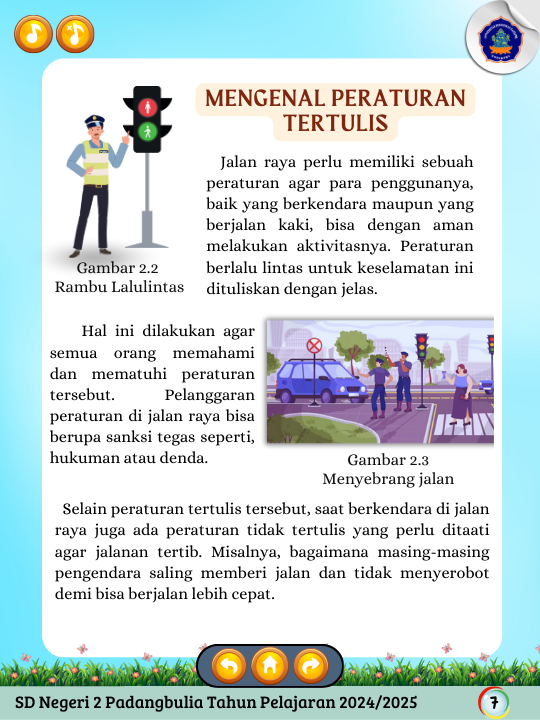 MENGENAL PERATURAN
TERTULIS
Jalan raya perlu memiliki sebuah
peraturan agar para penggunanya,
baik yang berkendara maupun yang
berjalan kaki, bisa dengan aman
melakukan aktivitasnya. Peraturan
berlalu lintas untuk keselamatan ini
dituliskan dengan jelas.
Gambar 2.2
Rambu Lalulintas
Hal ini dilakukan agar
semua orang memahami
dan mematuhi peraturan
tersebut. Pelanggaran
peraturan di jalan raya bisa
berupa sanksi tegas seperti,
hukuman atau denda.
Gambar 2.3
Menyebrang jalan
Selain peraturan tertulis tersebut, saat berkendara di jalan
raya juga ada peraturan tidak tertulis yang perlu ditaati
agar jalanan tertib. Misalnya, bagaimana masing-masing
pengendara saling memberi jalan dan tidak menyerobot
demi bisa berjalan lebih cepat.
SD Negeri 2 Padangbulia Tahun Pelajaran 2024/2025
7